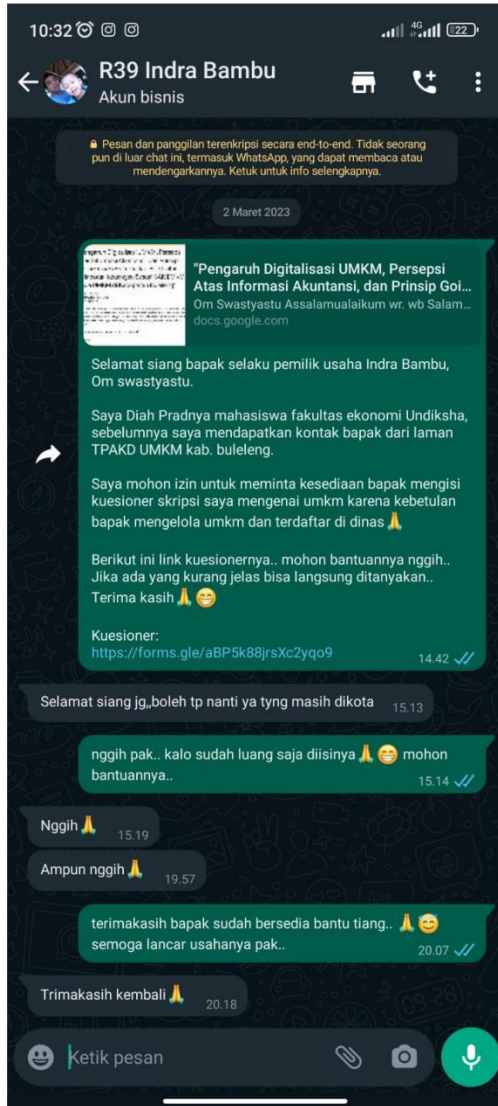 10:32
4G
22
R39 Indra Bambu
Akun bisnis
Pesan dan panggilan terenkripsi secara end-to-end. Tidak seorang
pun di luar chat ini, termasuk WhatsApp, yang dapat membaca atau
mendengarkannya. Ketuk untuk info selengkapnya.
2 Maret 2023
"Pengaruh Digitalisasi UMKM, Persepsi
Atas Informasi Akuntansi, dan Prinsip Goi...
Om Swastyastu Assalamualaikum wr. wb Salam...
docs.google.com
Selamat siang bapak selaku pemilik usaha Indra Bambu,
Om swastyastu.
Saya Diah Pradnya mahasiswa fakultas ekonomi Undiksha,
sebelumnya saya mendapatkan kontak bapak dari laman
TPAKD UMKM kab. buleleng.
Saya mohon izin untuk meminta kesediaan bapak mengisi
kuesioner skripsi saya mengenai umkm karena kebetulan
bapak mengelola umkm dan terdaftar di dinas🙏
Berikut ini link kuesionernya.. mohon bantuannya nggih..
Jika ada yang kurang jelas bisa langsung ditanyakan..
Terima kasih🙏😁
Kuesioner:
https://forms.gle/aBP5k88jrsXc2yqo9
14.42
Selamat siang jg,,boleh tp nanti ya tyng masih dikota 15.13
nggih pak.. kalo sudah luang saja diisinya🙏😁 mohon
bantuannya..
15.14
Nggih🙏 15.19
Ampun nggih🙏 19.57
terimakasih bapak sudah bersedia bantu tiang.. 🙏😅
semoga lancar usahanya pak..
20.07
Trimakasih kembali🙏 20.18
Ketik pesan